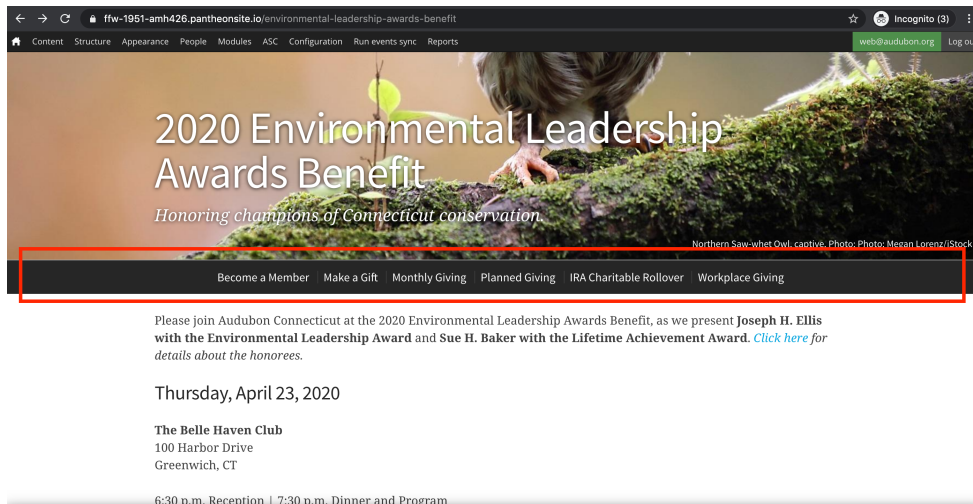 ffw-1951-amh426.pantheonsite.io/environmental-leadership-awards-benefit Incognito (3)
Content Structure Appearance People Modules ASC Configuration Run events sync Reports web@audubon.org Log ou
2020 Environmental Leadership
Awards Benefit
Honoring champions of Connecticut conservation.
Northern Saw-whet Owl, captive. Photo: Photo: Megan Lorenz/iStock
Become a Member Make a Gift Monthly Giving Planned Giving IRA Charitable Rollover Workplace Giving
Please join Audubon Connecticut at the 2020 Environmental Leadership Awards Benefit, as we present Joseph H. Ellis
with the Environmental Leadership Award and Sue H. Baker with the Lifetime Achievement Award. Click here for
details about the honorees.
Thursday, April 23, 2020
The Belle Haven Club
100 Harbor Drive
Greenwich, CT
6:30 p.m. Reception | 7:30 p.m. Dinner and Program